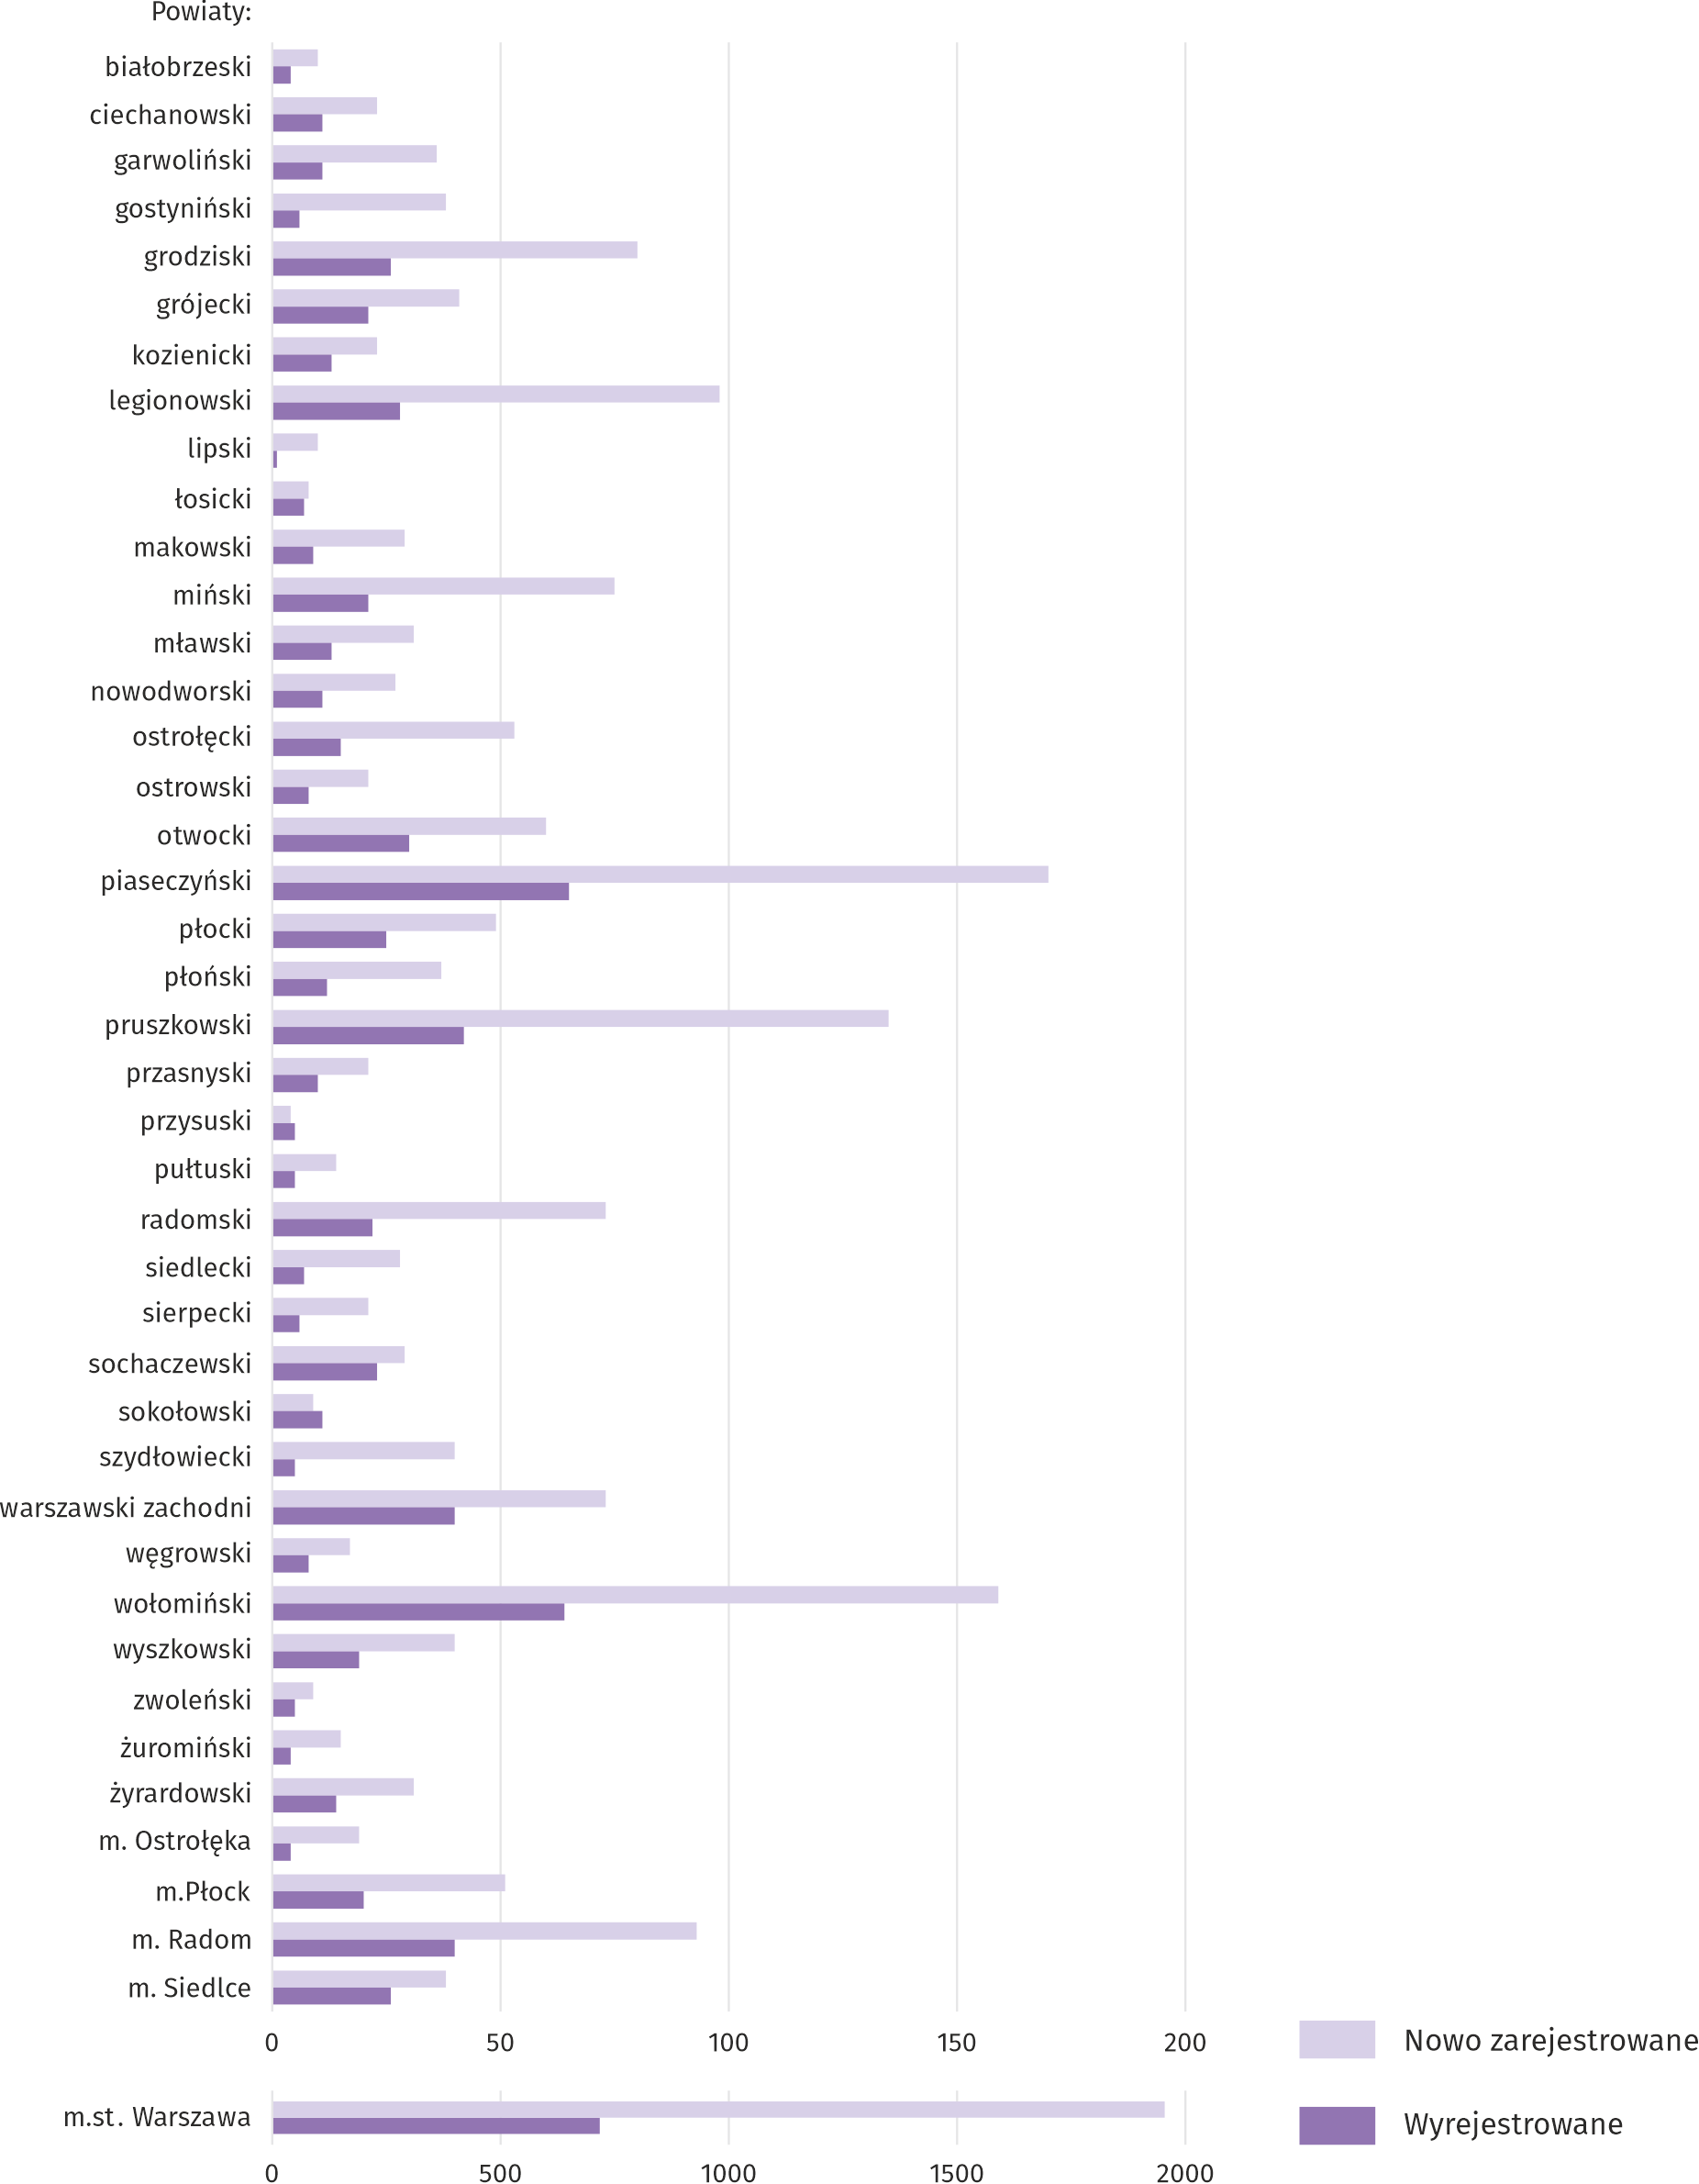 Powiaty:
białobrzeski
ciechanowski
garwoliński
gostyniński
grodziski
grójecki
kozienicki
legionowski
lipski
łosicki
makowski
miński
mławski
nowodworski
ostrołęcki
ostrowski
otwocki
piaseczyński
płocki
płoński
pruszkowski
przasnyski
przysuski
pułtuski
radomski
siedlecki
sierpecki
sochaczewski
sokołowski
szydłowiecki
warszawski zachodni
węgrowski
wołomiński
wyszkowski
zwoleński
żuromiński
żyrardowski
m. Ostrołęka
m.Płock
m. Radom
m. Siedlce
0 50 100 150 200
Nowo zarejestrowane
m.st. Warszawa
Wyrejestrowane
0 500 1000 1500 2000